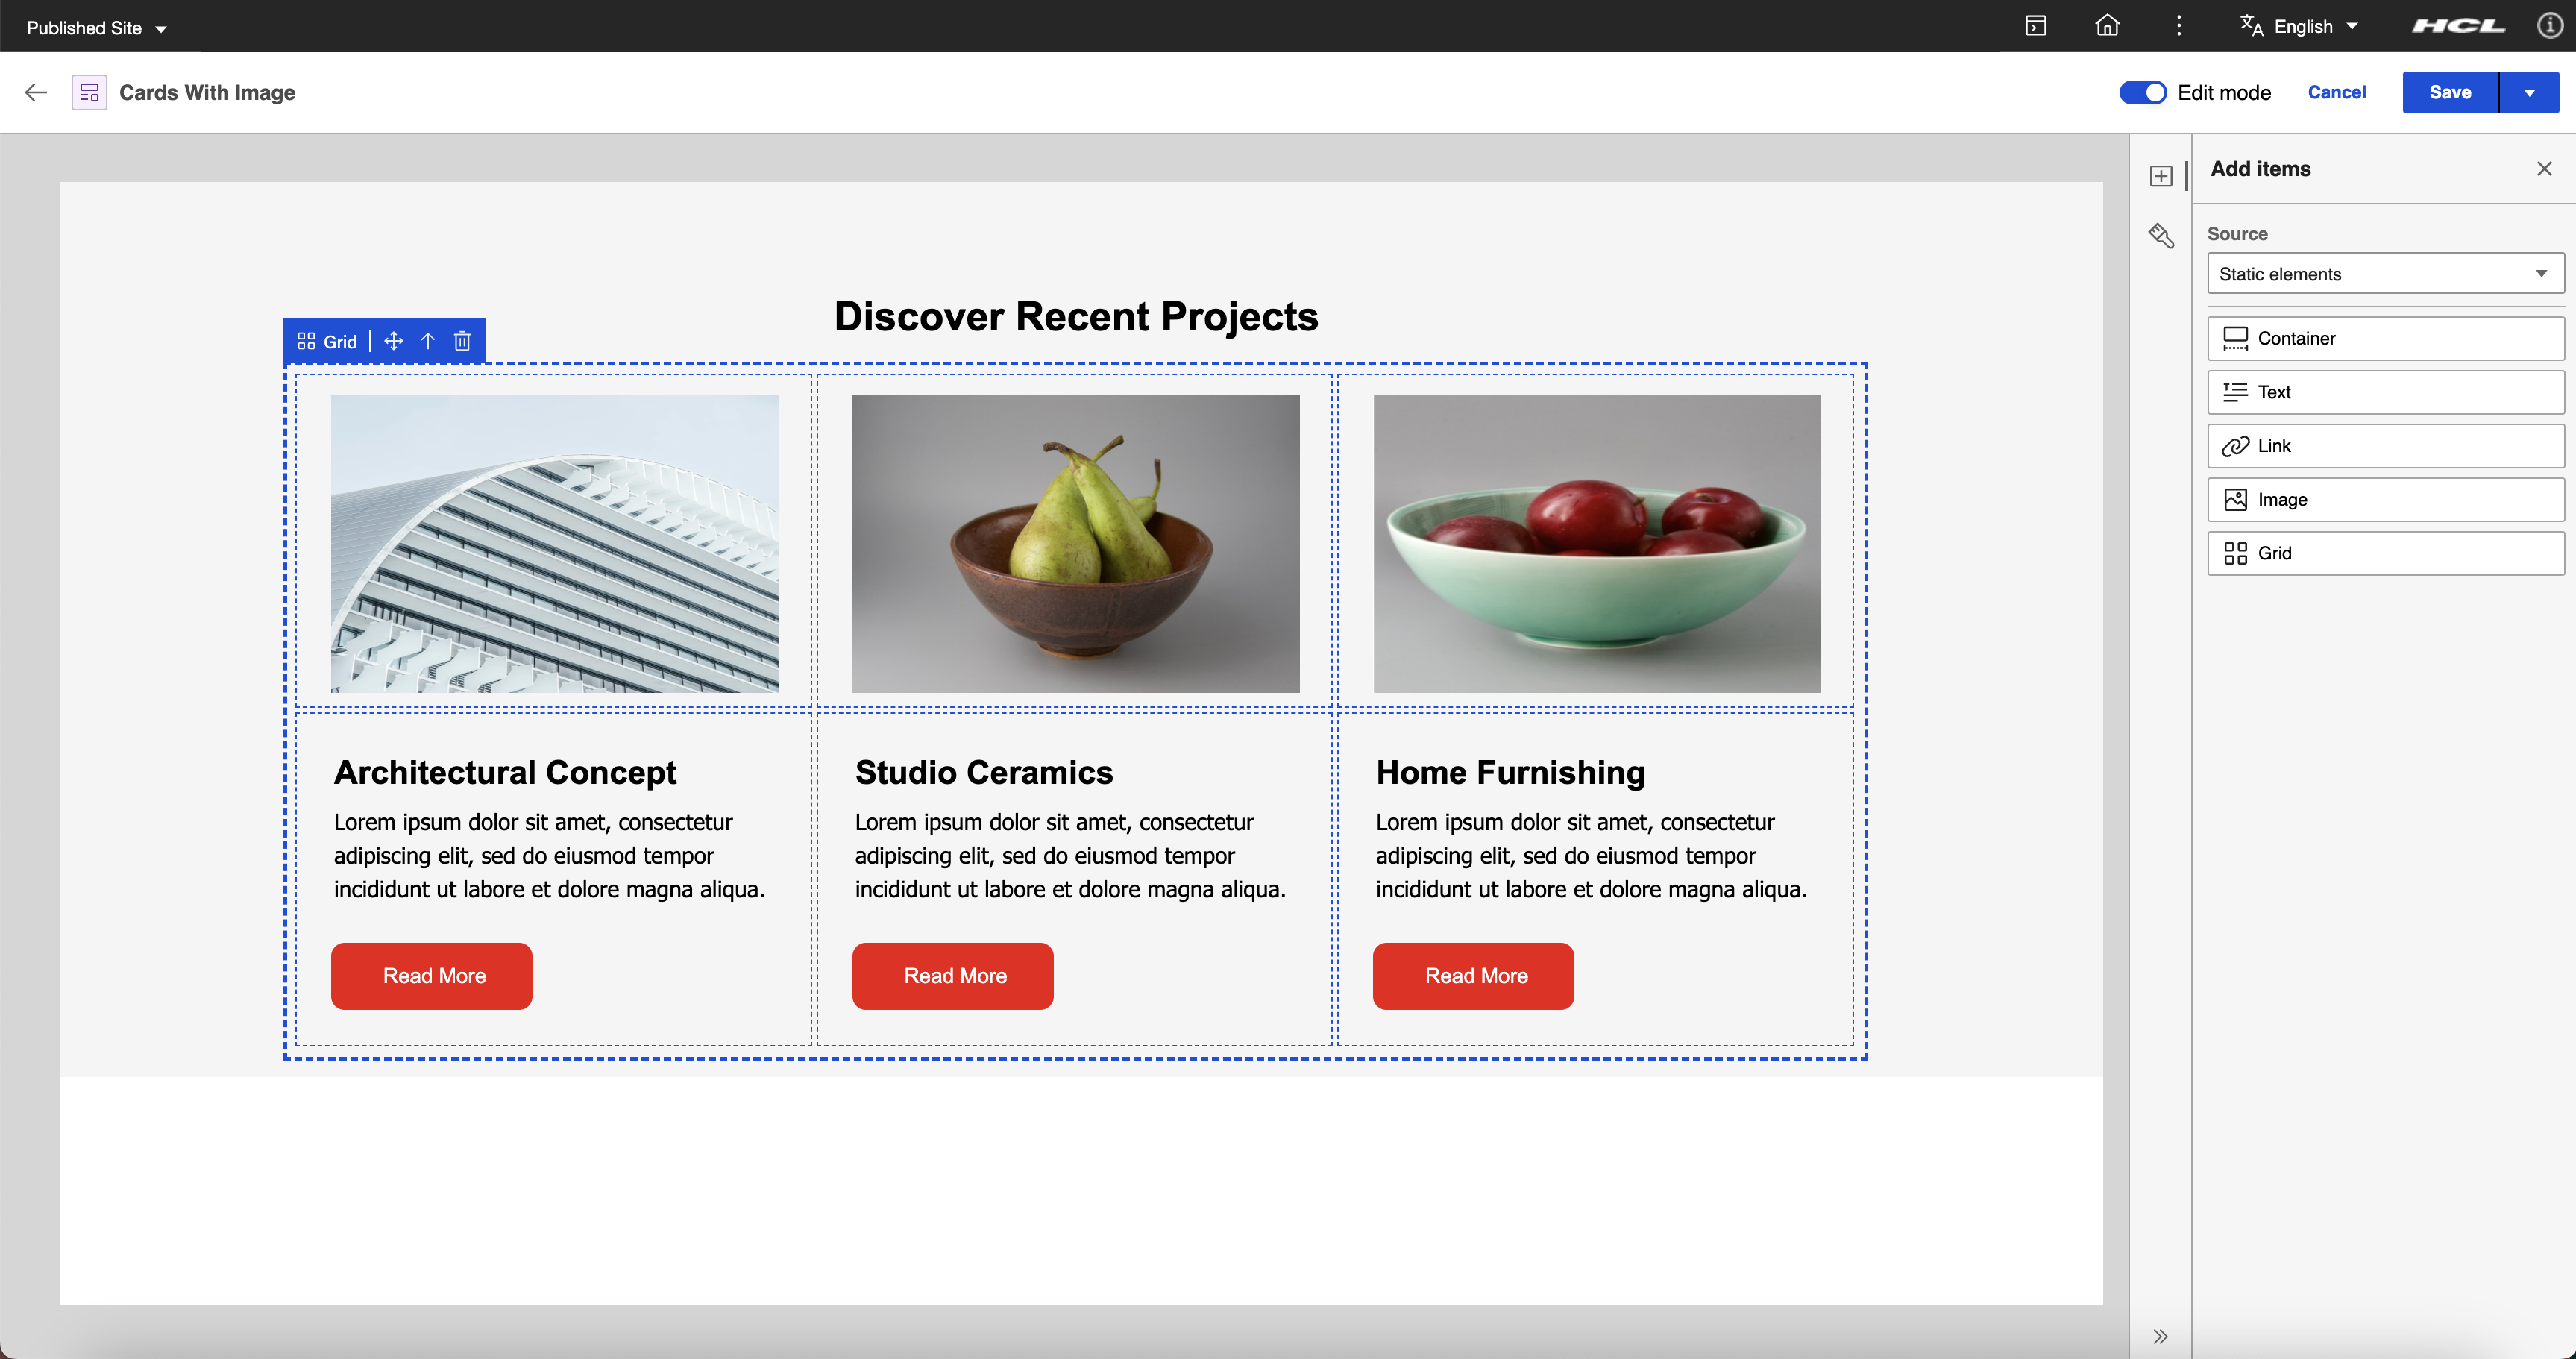 Published Site
English
HCL
Cards With Image
Edit mode
Cancel
Save
Discover Recent Projects
Grid
Architectural Concept
Lorem ipsum dolor sit amet, consectetur
adipiscing elit, sed do eiusmod tempor
incididunt ut labore et dolore magna aliqua.
Read More
Studio Ceramics
Lorem ipsum dolor sit amet, consectetur
adipiscing elit, sed do eiusmod tempor
incididunt ut labore et dolore magna aliqua.
Read More
Home Furnishing
Lorem ipsum dolor sit amet, consectetur
adipiscing elit, sed do eiusmod tempor
incididunt ut labore et dolore magna aliqua.
Read More
Add items
Source
Static elements
Container
Text
Link
Image
Grid